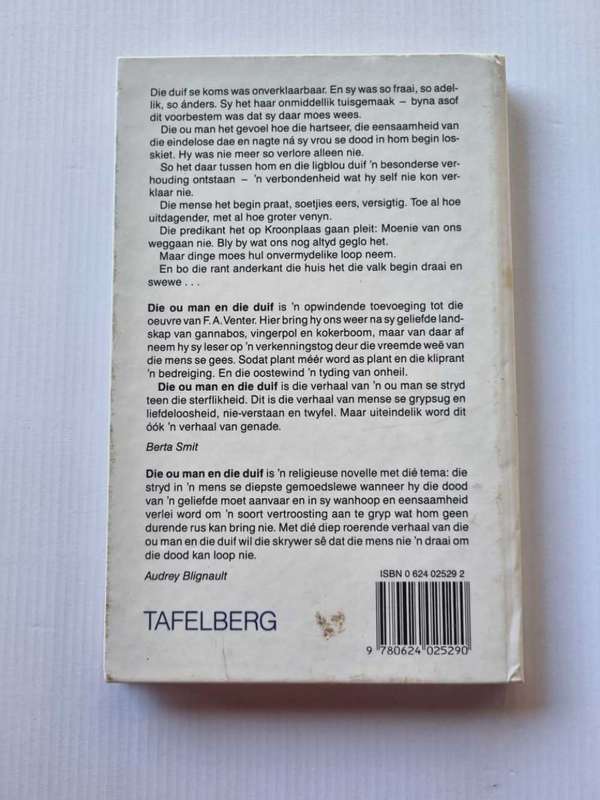 Die duif se koms was onverklaarbaar. En sy was so fraai, so adel-
lik, so ánders. Sy het haar onmiddellik tuisgemaak – byna asof
dit voorbestem was dat sy daar moes wees.
Die ou man het gevoel hoe die hartseer, die eensaamheid van
die eindelose dae en nagte ná sy vrou se dood in hom begin los-
skiet. Hy was nie meer so verlore alleen nie.
So het daar tussen hom en die ligblou duif 'n besonderse ver-
houding ontstaan – 'n verbondenheid wat hy self nie kon ver-
klaar nie.
Die mense het begin praat, soetjies eers, versigtig. Toe al hoe
uitdagender, met al hoe groter venyn.
Die predikant het op Kroonplaas gaan pleit: Moenie van ons
weggaan nie. Bly by wat ons nog altyd geglo het.
Maar dinge moes hul onvermydelike loop neem.
En bo die rant anderkant die huis het die valk begin draai en
swewe . . .
Die ou man en die duif is 'n opwindende toevoeging tot die
oeuvre van F.A. Venter. Hier bring hy ons weer na sy geliefde land-
skap van gannabos, vingerpol en kokerboom, maar van daar af
neem hy sy leser op 'n verkenningstog deur die vreemde weë van
die mens se gees. Sodat plant méér word as plant en die kliprant
'n bedreiging. En die oostewind 'n tyding van onheil.
Die ou man en die duif is die verhaal van 'n ou man se stryd
teen die sterflikheid. Dit is die verhaal van mense se grypsug en
liefdeloosheid, nie-verstaan en twyfel. Maar uiteindelik word dit
óók 'n verhaal van genade.
Berta Smit
Die ou man en die duif is 'n religieuse novelle met dié tema: die
stryd in 'n mens se diepste gemoedslewe wanneer hy die dood
van 'n geliefde moet aanvaar en in sy wanhoop en eensaamheid
verlei word om 'n soort vertroosting aan te gryp wat hom geen
durende rus kan bring nie. Met dié diep roerende verhaal van die
ou man en die duif wil die skrywer sê dat die mens nie 'n draai om
die dood kan loop nie.
Audrey Blignault
ISBN 0 624 02529 2
TAFELBERG
9 780624 025290